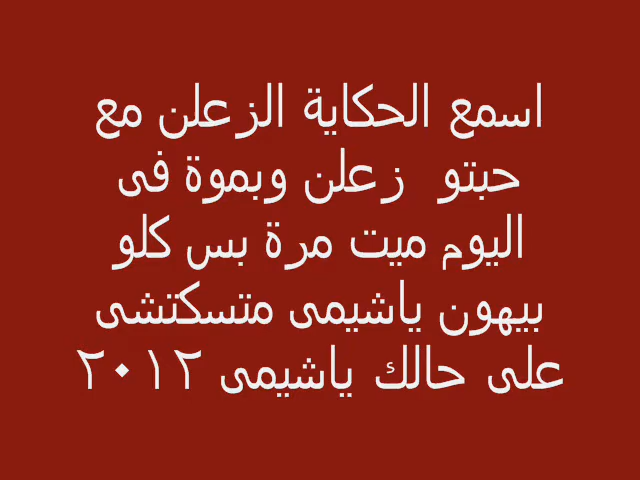 اسمع الحكاية الزعلن مع
حبتو زعلن وبموة فى
اليوم ميت مرة بس كلو
بيهون ياشيمى متسكتشى
على حالك ياشيمى ٢٠١٢